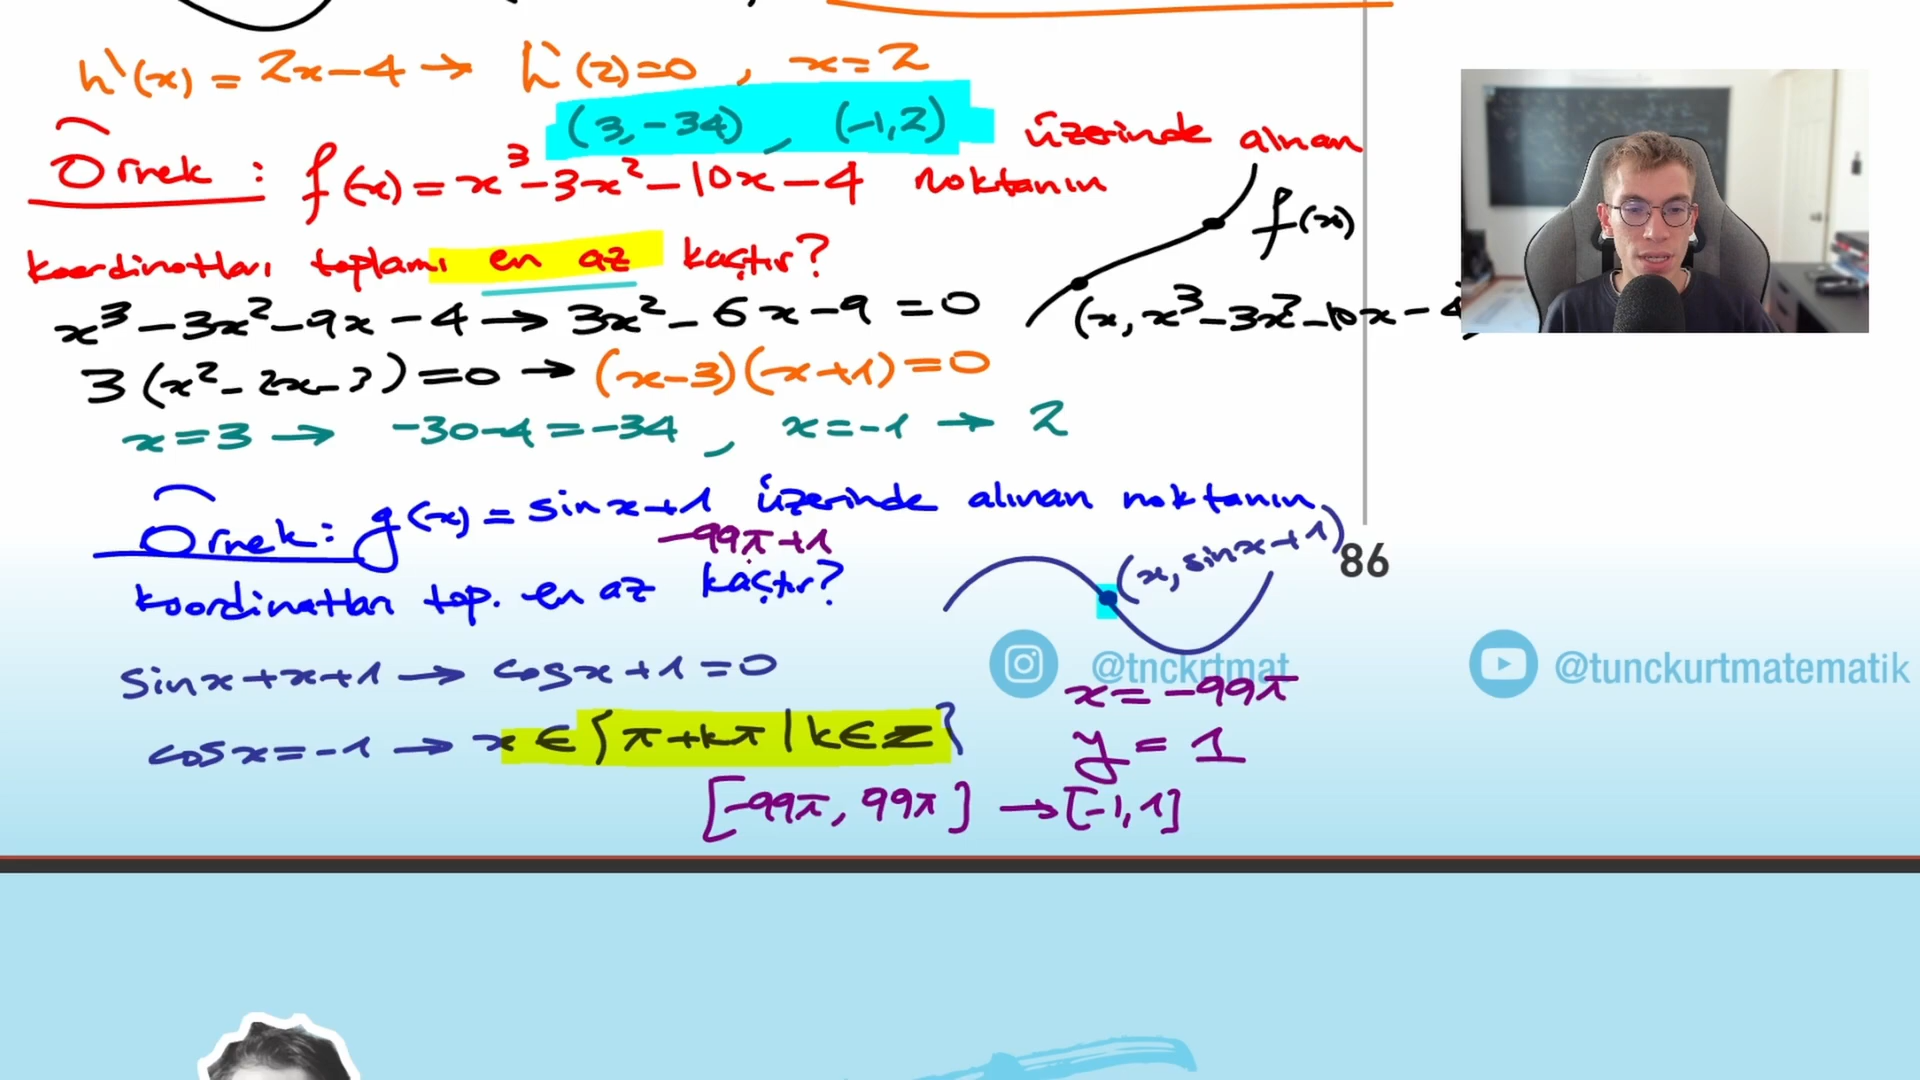 h'(x) = 2x-4 → h'(2)=0 , x=2
(3,-34) , (-1,2)
Örnek : f(x) = x³-3x²-10x-4 üzerinde alınan noktanın
koordinatları toplamı en az kaçtır?
f(x)
(x, x³-3x²-10x-4
x³-3x²-9x-4 → 3x²-6x-9=0
3(x²-2x-3)=0 → (x-3)(x+1)=0
x=3 → -30-4=-34 , x=-1 → 2
Örnek: g(x) = sinx+1 üzerinde alınan noktanın
-99π+1
koordinatları top. en az kaçtır?
(x, sinx+1)
86
sinx+x+1 → cosx+1=0
@tnckrtmat
@tunckurtmatematik
x=-99π
cosx=-1 → x ∈ {π+kπ | k∈Z}
y = 1
[-99π, 99π] → [-1,1]